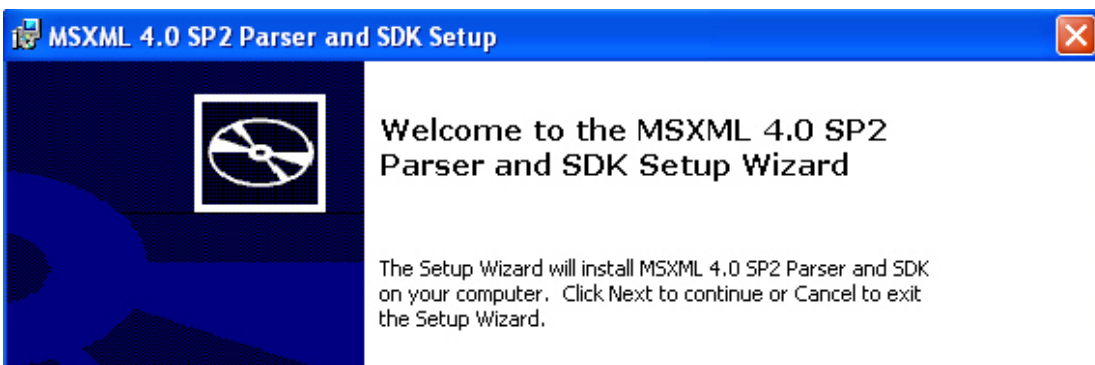 MSXML 4.0 SP2 Parser and SDK Setup
Welcome to the MSXML 4.0 SP2
Parser and SDK Setup Wizard
The Setup Wizard will install MSXML 4.0 SP2 Parser and SDK
on your computer.  Click Next to continue or Cancel to exit
the Setup Wizard.